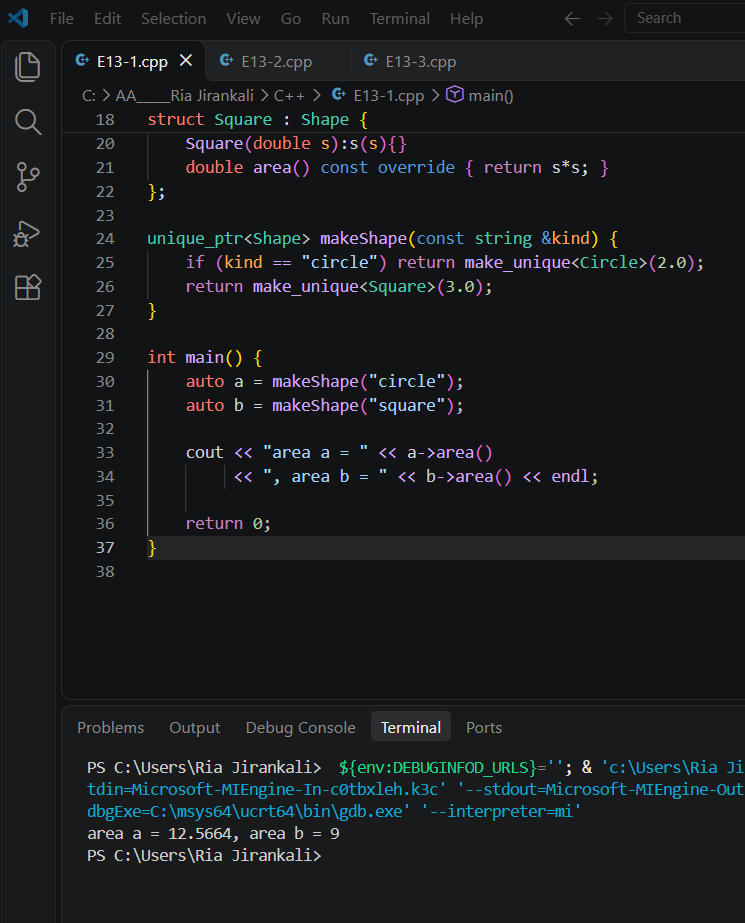 File Edit Selection View Go Run Terminal Help Search
E13-1.cpp E13-2.cpp E13-3.cpp
C: > AA_____Ria Jirankali > C++ > E13-1.cpp > main()
18 struct Square : Shape {
20     Square(double s):s(s){}
21     double area() const override { return s*s; }
22 };
23
24 unique_ptr<Shape> makeShape(const string &kind) {
25     if (kind == "circle") return make_unique<Circle>(2.0);
26     return make_unique<Square>(3.0);
27 }
28
29 int main() {
30     auto a = makeShape("circle");
31     auto b = makeShape("square");
32
33     cout << "area a = " << a->area()
34          << ", area b = " << b->area() << endl;
35
36     return 0;
37 }
38
Problems Output Debug Console Terminal Ports
PS C:\Users\Ria Jirankali>  ${env:DEBUGINFOD_URLS}=''; & 'c:\Users\Ria Ji
tdin=Microsoft-MIEngine-In-c0tbxleh.k3c' '--stdout=Microsoft-MIEngine-Out
dbgExe=C:\msys64\ucrt64\bin\gdb.exe' '--interpreter=mi'
area a = 12.5664, area b = 9
PS C:\Users\Ria Jirankali>